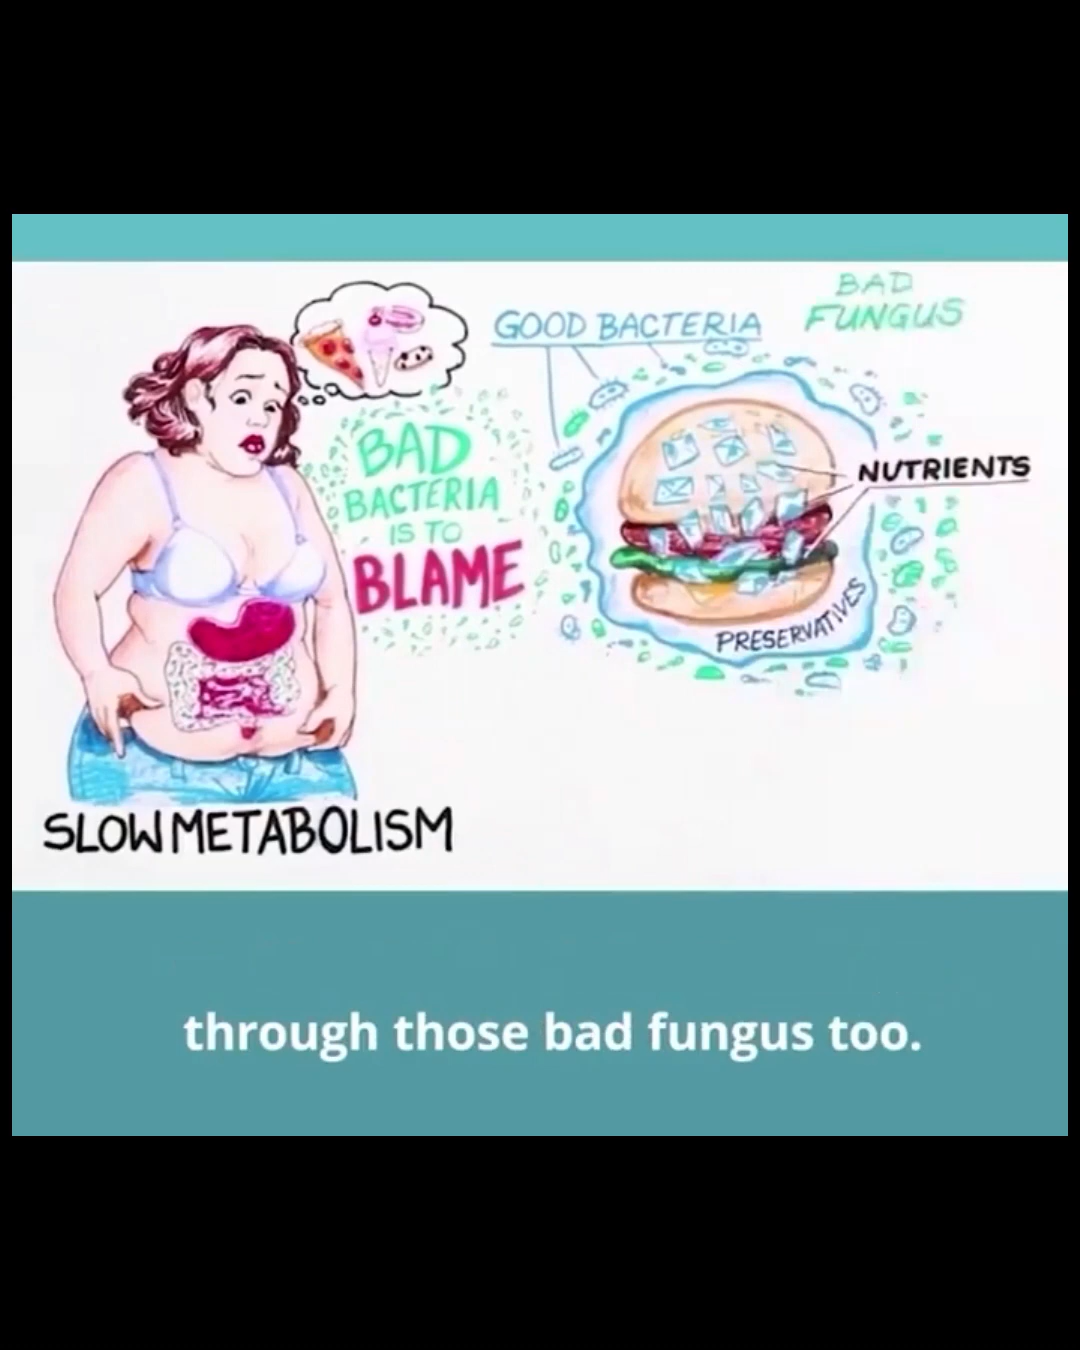 GOOD BACTERIA
BAD
FUNGUS
BAD
BACTERIA
IS TO
BLAME
NUTRIENTS
PRESERVATIVES
SLOW METABOLISM
through those bad fungus too.